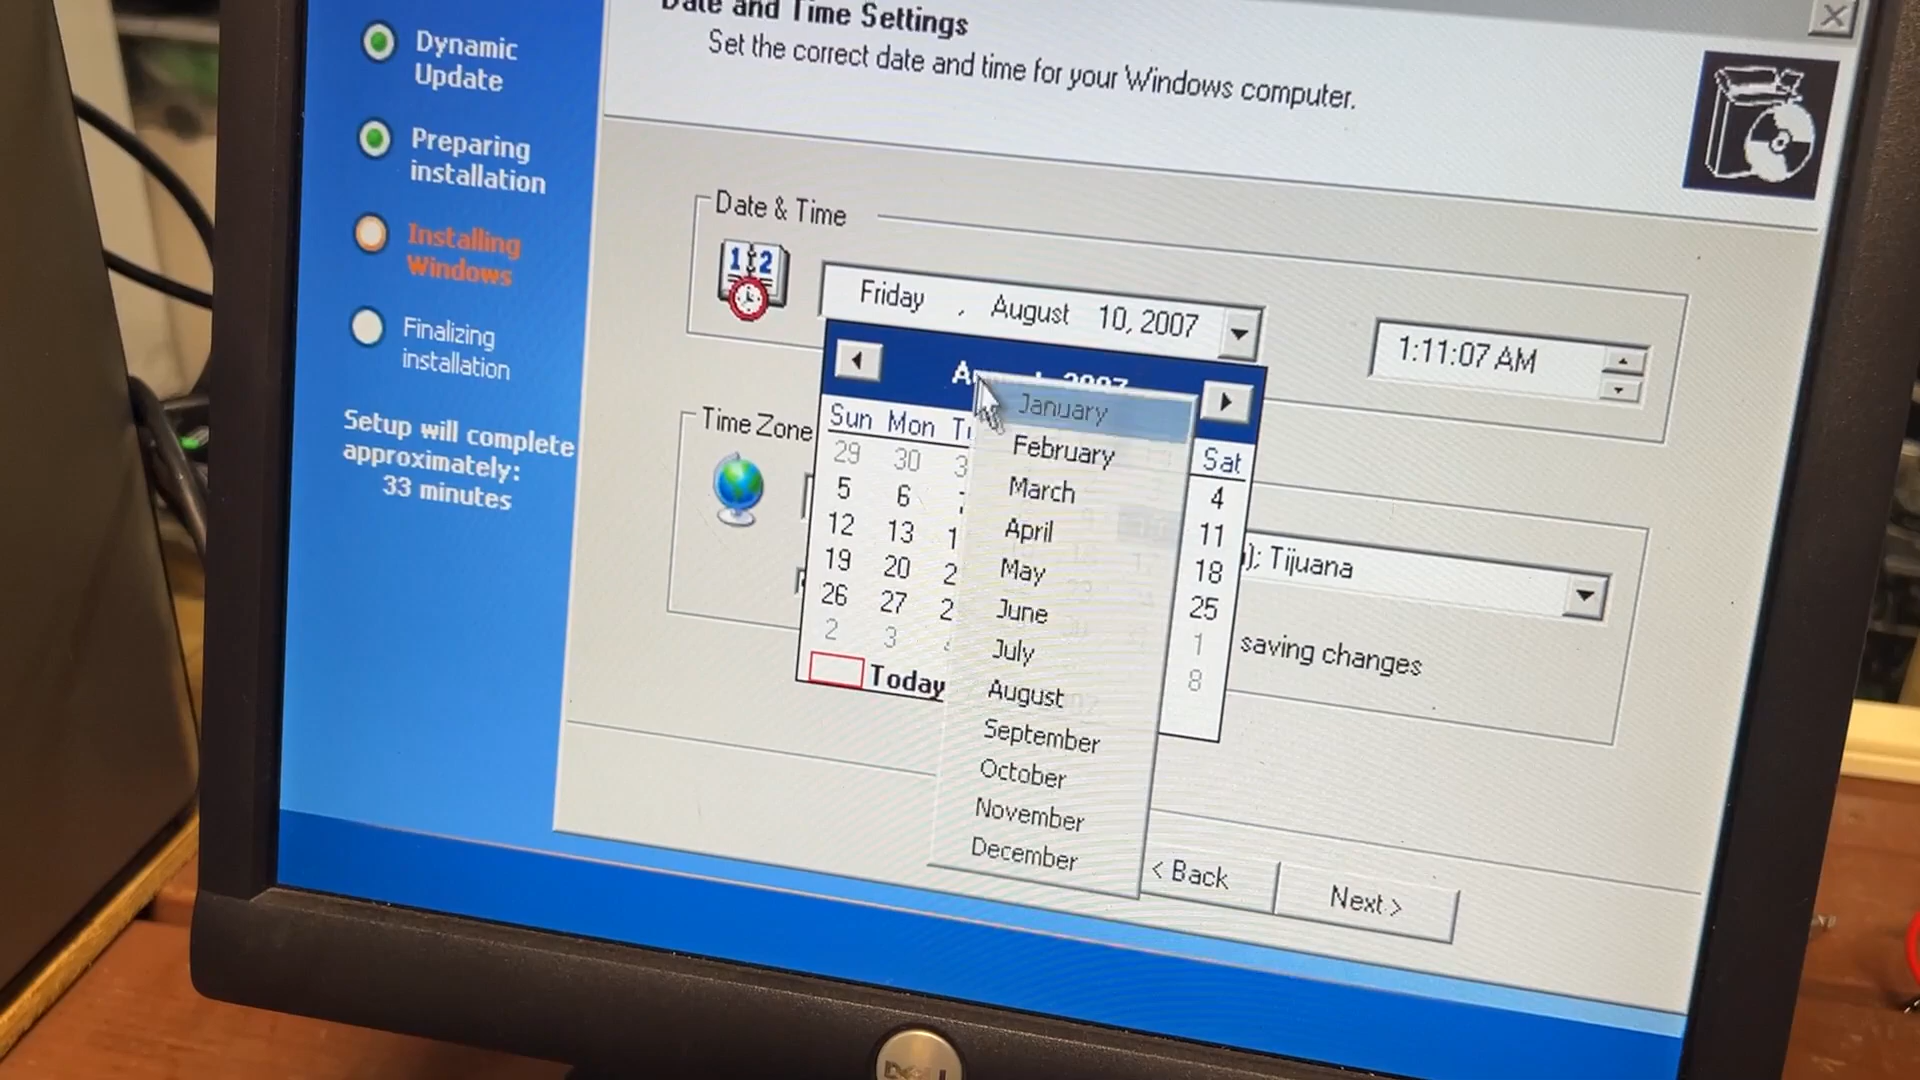 Dynamic
Update
Preparing
installation
Installing
Windows
Finalizing
installation
Setup will complete
approximately:
33 minutes
Date and Time Settings
Set the correct date and time for your Windows computer.
Date & Time
12
Friday , August 10, 2007
1:11:07 AM
2007
Sun Mon Sat
29 30
5 6 4
12 13 11
19 20 18
26 27 25
2 3 1
8
Today
January
February
March
April
May
June
July
August
September
October
November
December
Time Zone
); Tijuana
saving changes
< Back
Next >
DELL